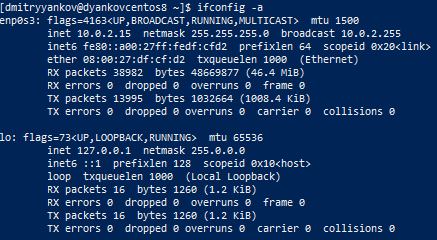 [dmitryyankov@dyankovcentos8 ~]$ ifconfig -a
enp0s3: flags=4163<UP,BROADCAST,RUNNING,MULTICAST>  mtu 1500
        inet 10.0.2.15  netmask 255.255.255.0  broadcast 10.0.2.255
        inet6 fe80::a00:27ff:fedf:cfd2  prefixlen 64  scopeid 0x20<link>
        ether 08:00:27:df:cf:d2  txqueuelen 1000  (Ethernet)
        RX packets 38982  bytes 48669877 (46.4 MiB)
        RX errors 0  dropped 0  overruns 0  frame 0
        TX packets 13995  bytes 1032664 (1008.4 KiB)
        TX errors 0  dropped 0 overruns 0  carrier 0  collisions 0

lo: flags=73<UP,LOOPBACK,RUNNING>  mtu 65536
        inet 127.0.0.1  netmask 255.0.0.0
        inet6 ::1  prefixlen 128  scopeid 0x10<host>
        loop  txqueuelen 1000  (Local Loopback)
        RX packets 16  bytes 1260 (1.2 KiB)
        RX errors 0  dropped 0  overruns 0  frame 0
        TX packets 16  bytes 1260 (1.2 KiB)
        TX errors 0  dropped 0 overruns 0  carrier 0  collisions 0